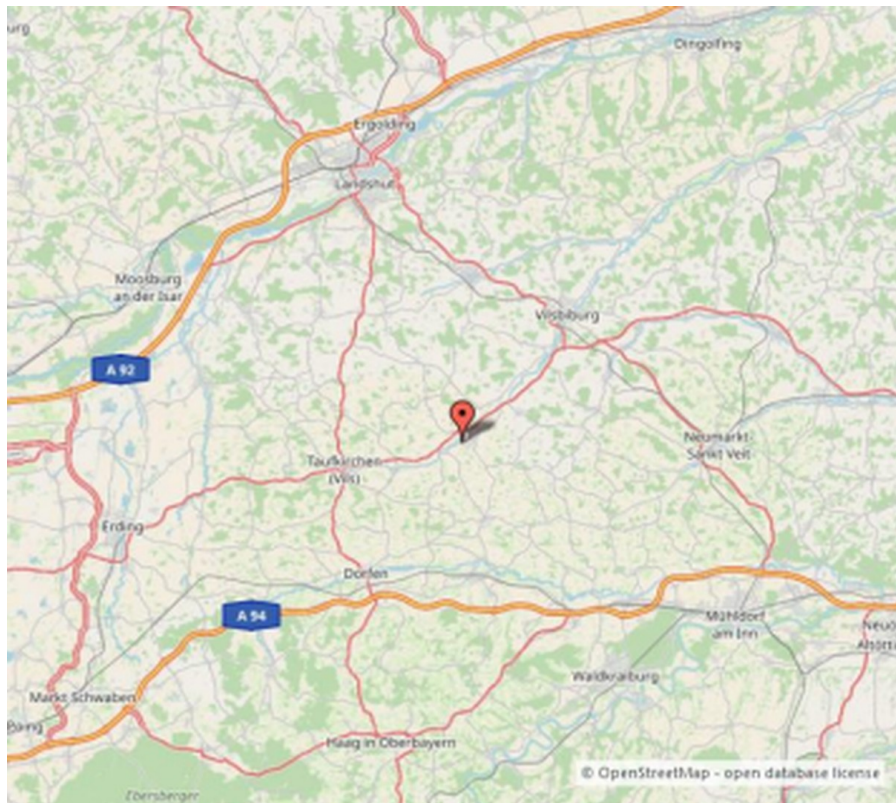 Dingolfing
Ergolding
Landshut
Moosburg
an der Isar
Vilsbiburg
A 92
Neumarkt-
Sankt Veit
Taufkirchen
(Vils)
Erding
Dorfen
A 94
Mühldorf
am Inn
Waldkraiburg
Markt Schwaben
Haag in Oberbayern
© OpenStreetMap - open database license
Ebersberger